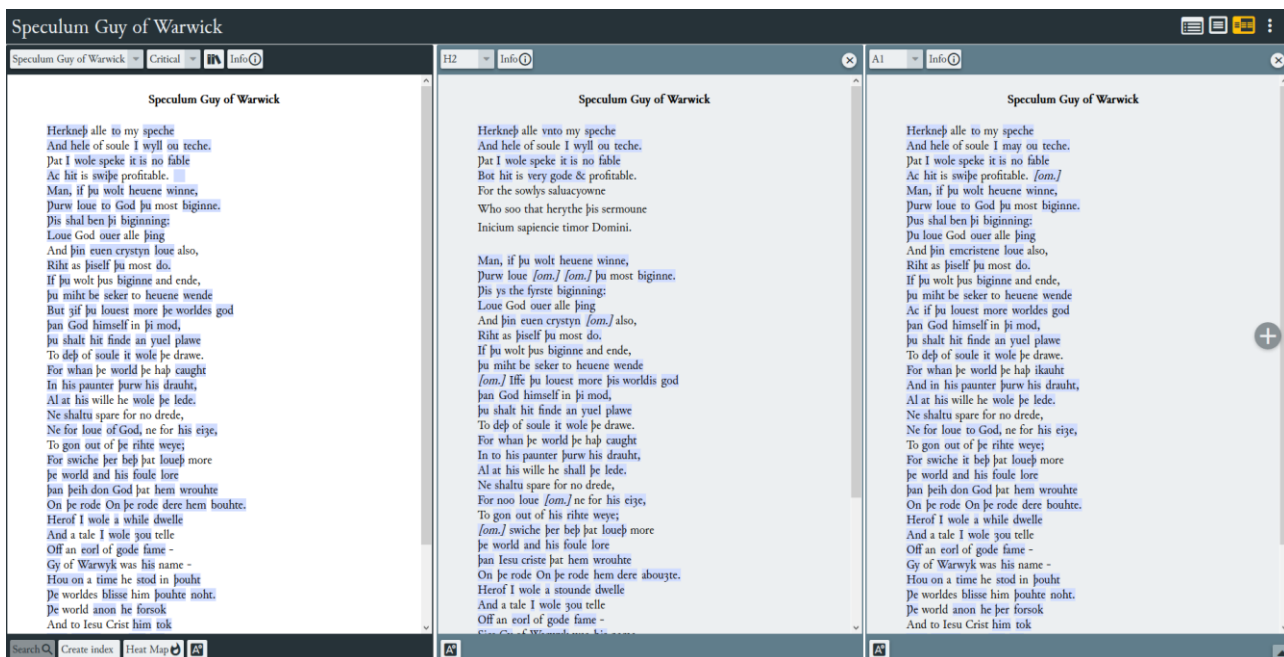 Speculum Guy of Warwick
Speculum Guy of Warwick Critical Info
Speculum Guy of Warwick
Herkneþ alle to my speche
And hele of soule I wyll ou teche.
Þat I wole speke it is no fable
Ac hit is swiþe profitable.
Man, if þu wolt heuene winne,
Þurw loue to God þu most biginne.
Þis shal ben þi biginning:
Loue God ouer alle þing
And þin euen crystyn loue also,
Riht as þiself þu most do.
If þu wolt þus biginne and ende,
þu miht be seker to heuene wende
But ȝif þu louest more þe worldes god
þan God himself in þi mod,
þu shalt hit finde an yuel plawe
To deþ of soule it wole þe drawe.
For whan þe world þe haþ caught
In his paunter þurw his drauht,
Al at his wille he wole þe lede.
Ne shaltu spare for no drede,
Ne for loue of God, ne for his eiȝe,
To gon out of þe rihte weye;
For swiche þer beþ þat loueþ more
þe world and his foule lore
þan þeih don God þat hem wrouhte
On þe rode On þe rode dere hem bouhte.
Herof I wole a while dwelle
And a tale I wole ȝou telle
Off an eorl of gode fame -
Gy of Warwyk was his name -
Hou on a time he stod in þouht
Þe worldes blisse him þouhte noht.
Þe world anon he forsok
And to Iesu Crist him tok
Search Create index Heat Map A
H2 Info
Speculum Guy of Warwick
Herkneþ alle vnto my speche
And hele of soule I wyll ou teche.
Þat I wole speke it is no fable
Bot hit is very gode & profitable.
For the sowlys saluacyowne
Who soo that herythe þis sermoune
Inicium sapiencie timor Domini.
Man, if þu wolt heuene winne,
Þurw loue [om.] [om.] þu most biginne.
Þis ys the fyrste biginning:
Loue God ouer alle þing
And þin euen crystyn [om.] also,
Riht as þiself þu most do.
If þu wolt þus biginne and ende,
þu miht be seker to heuene wende
[om.] Iffe þu louest more þis worldis god
þan God himself in þi mod,
þu shalt hit finde an yuel plawe
To deþ of soule it wole þe drawe.
For whan þe world þe haþ caught
In to his paunter þurw his drauht,
Al at his wille he shall þe lede.
Ne shaltu spare for no drede,
For noo loue [om.] ne for his eiȝe,
To gon out of his rihte weye;
[om.] swiche þer beþ þat loueþ more
þe world and his foule lore
þan Iesu criste þat hem wrouhte
On þe rode On þe rode hem dere abouȝte.
Herof I wole a stounde dwelle
And a tale I wole ȝou telle
Off an eorl of gode fame -
A
A1 Info
Speculum Guy of Warwick
Herkneþ alle to my speche
And hele of soule I may ou teche.
Þat I wole speke it is no fable
Ac hit is swiþe profitable. [om.]
Man, if þu wolt heuene winne,
Þurw loue to God þu most biginne.
Þus shal ben þi biginning:
Þu loue God ouer alle þing
And þin emcristene loue also,
Riht as þiself þu most do.
If þu wolt þus biginne and ende,
þu miht be seker to heuene wende
Ac if þu louest more worldes god
þan God himself in þi mod,
þu shalt hit finde an yuel plawe
To deþ of soule it wole þe drawe.
For whan þe world þe haþ ikauht
And in his paunter þurw his drauht,
Al at his wille he wole þe lede.
Ne shaltu spare for no drede,
Ne for loue to God, ne for his eiȝe,
To gon out of þe rihte weye;
For swiche it beþ þat loueþ more
þe world and his foule lore
þan þeih don God þat hem wrouhte
On þe rode On þe rode dere bouhte.
Herof I wole a while dwelle
And a tale I wole ȝou telle
Off an eorl of gode fame -
Gy of Warwyk was his name -
Hou on a time he stod in þouht
Þe worldes blisse him þouhte noht.
Þe world anon he þer forsok
And to Iesu Crist him tok
A